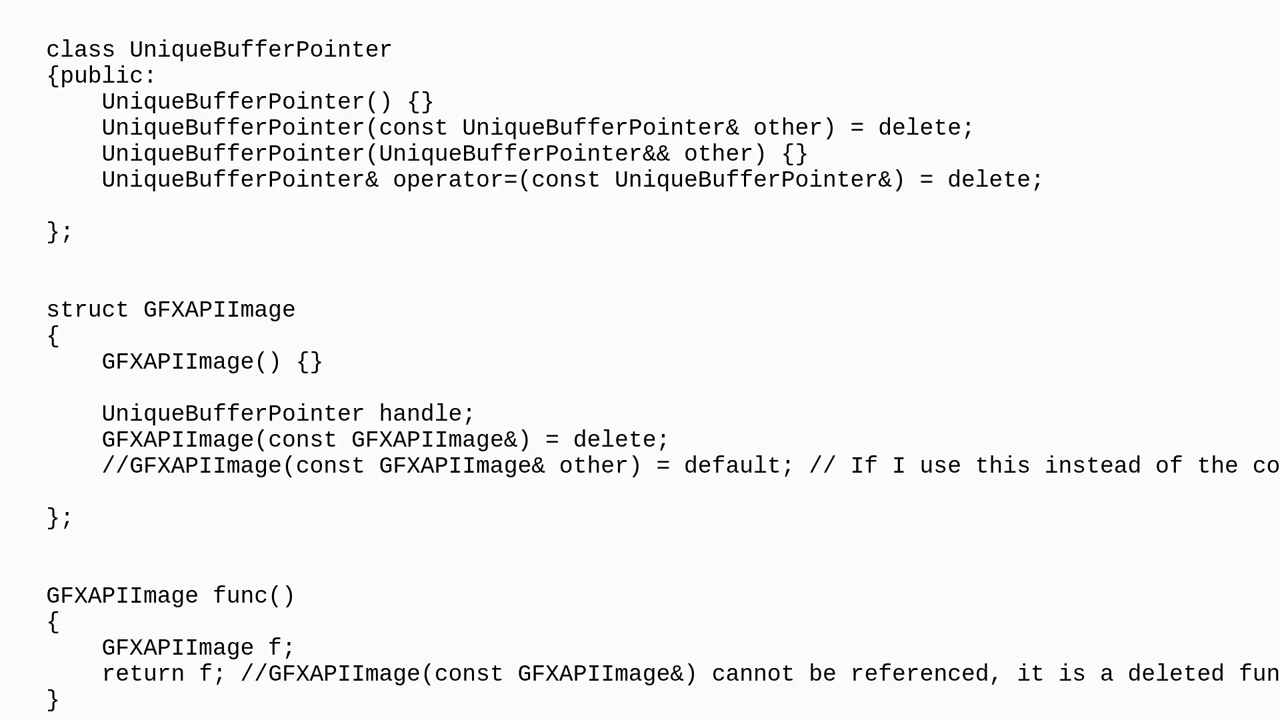 class UniqueBufferPointer
{public:
    UniqueBufferPointer() {}
    UniqueBufferPointer(const UniqueBufferPointer& other) = delete;
    UniqueBufferPointer(UniqueBufferPointer&& other) {}
    UniqueBufferPointer& operator=(const UniqueBufferPointer&) = delete;
};
struct GFXAPIImage
{
    GFXAPIImage() {}
    UniqueBufferPointer handle;
    GFXAPIImage(const GFXAPIImage&) = delete;
    //GFXAPIImage(const GFXAPIImage& other) = default; // If I use this instead of the
};
GFXAPIImage func()
{
    GFXAPIImage f;
    return f; //GFXAPIImage(const GFXAPIImage&) cannot be referenced, it is a deleted
}